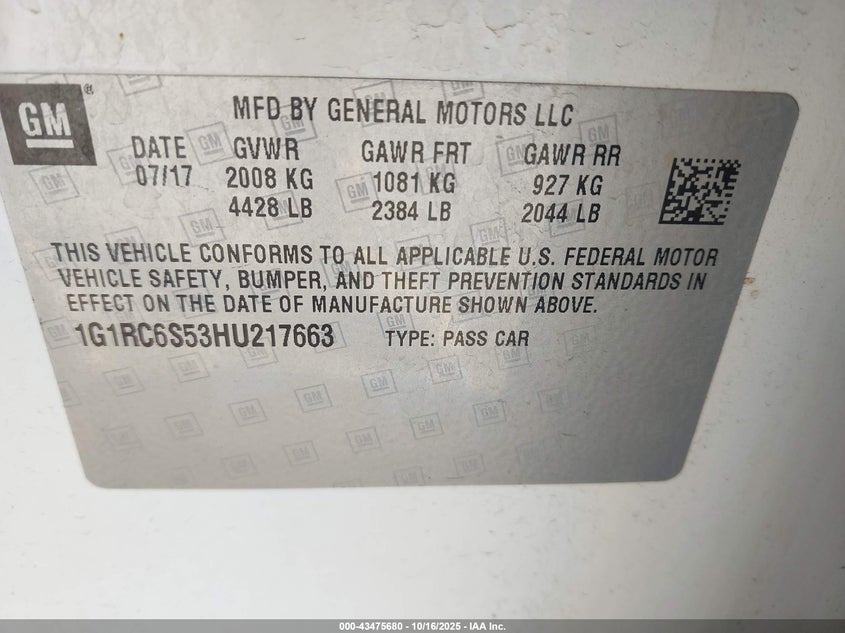 GM
®
MFD BY GENERAL MOTORS LLC
DATE GVWR GAWR FRT GAWR RR
07/17 2008 KG 1081 KG 927 KG
4428 LB 2384 LB 2044 LB
THIS VEHICLE CONFORMS TO ALL APPLICABLE U.S. FEDERAL MOTOR
VEHICLE SAFETY, BUMPER, AND THEFT PREVENTION STANDARDS IN
EFFECT ON THE DATE OF MANUFACTURE SHOWN ABOVE.
1G1RC6S53HU217663 TYPE: PASS CAR
000-43475680 - 10/16/2025 - IAA Inc.